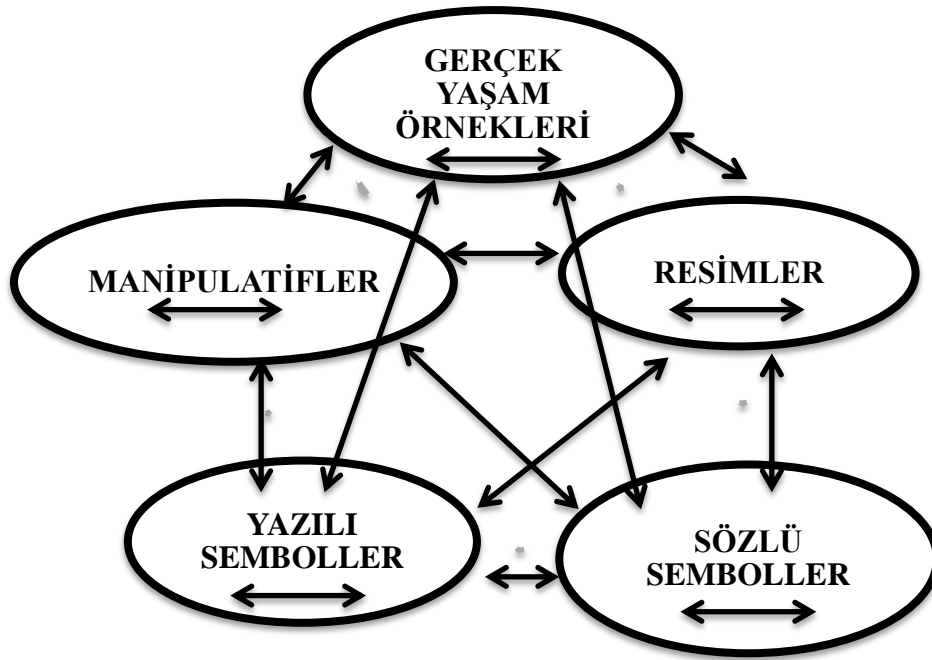 GERÇEK
YAŞAM
ÖRNEKLERİ
MANİPULATİFLER
RESİMLER
YAZILI
SEMBOLLER
SÖZLÜ
SEMBOLLER